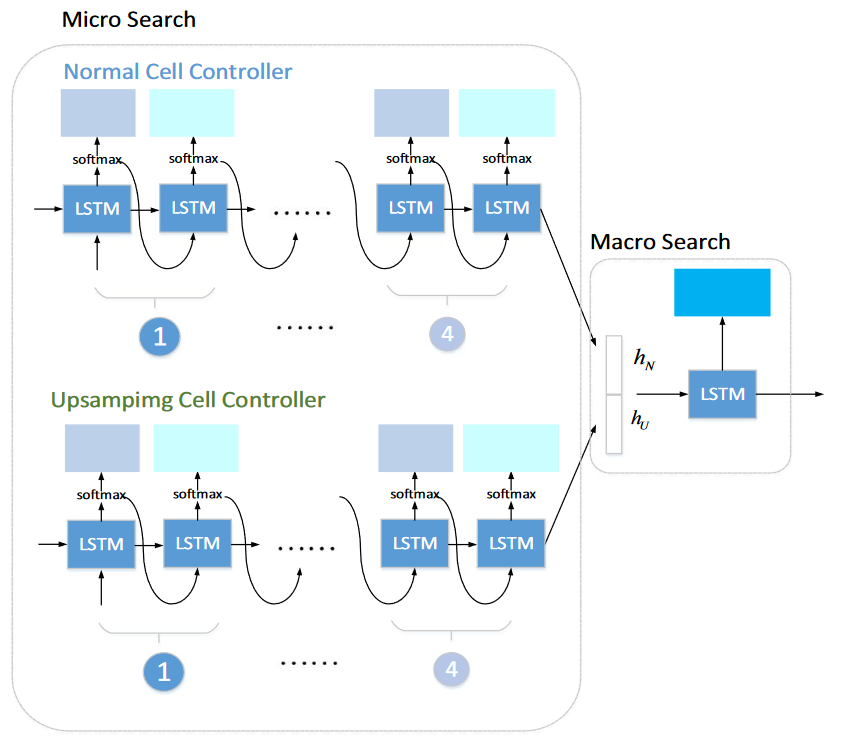 Micro Search
Normal Cell Controller
softmax softmax softmax softmax
LSTM LSTM ...... LSTM LSTM
1 ...... 4
Macro Search
h_N
LSTM
h_U
Upsampimg Cell Controller
softmax softmax softmax softmax
LSTM LSTM ...... LSTM LSTM
1 ...... 4